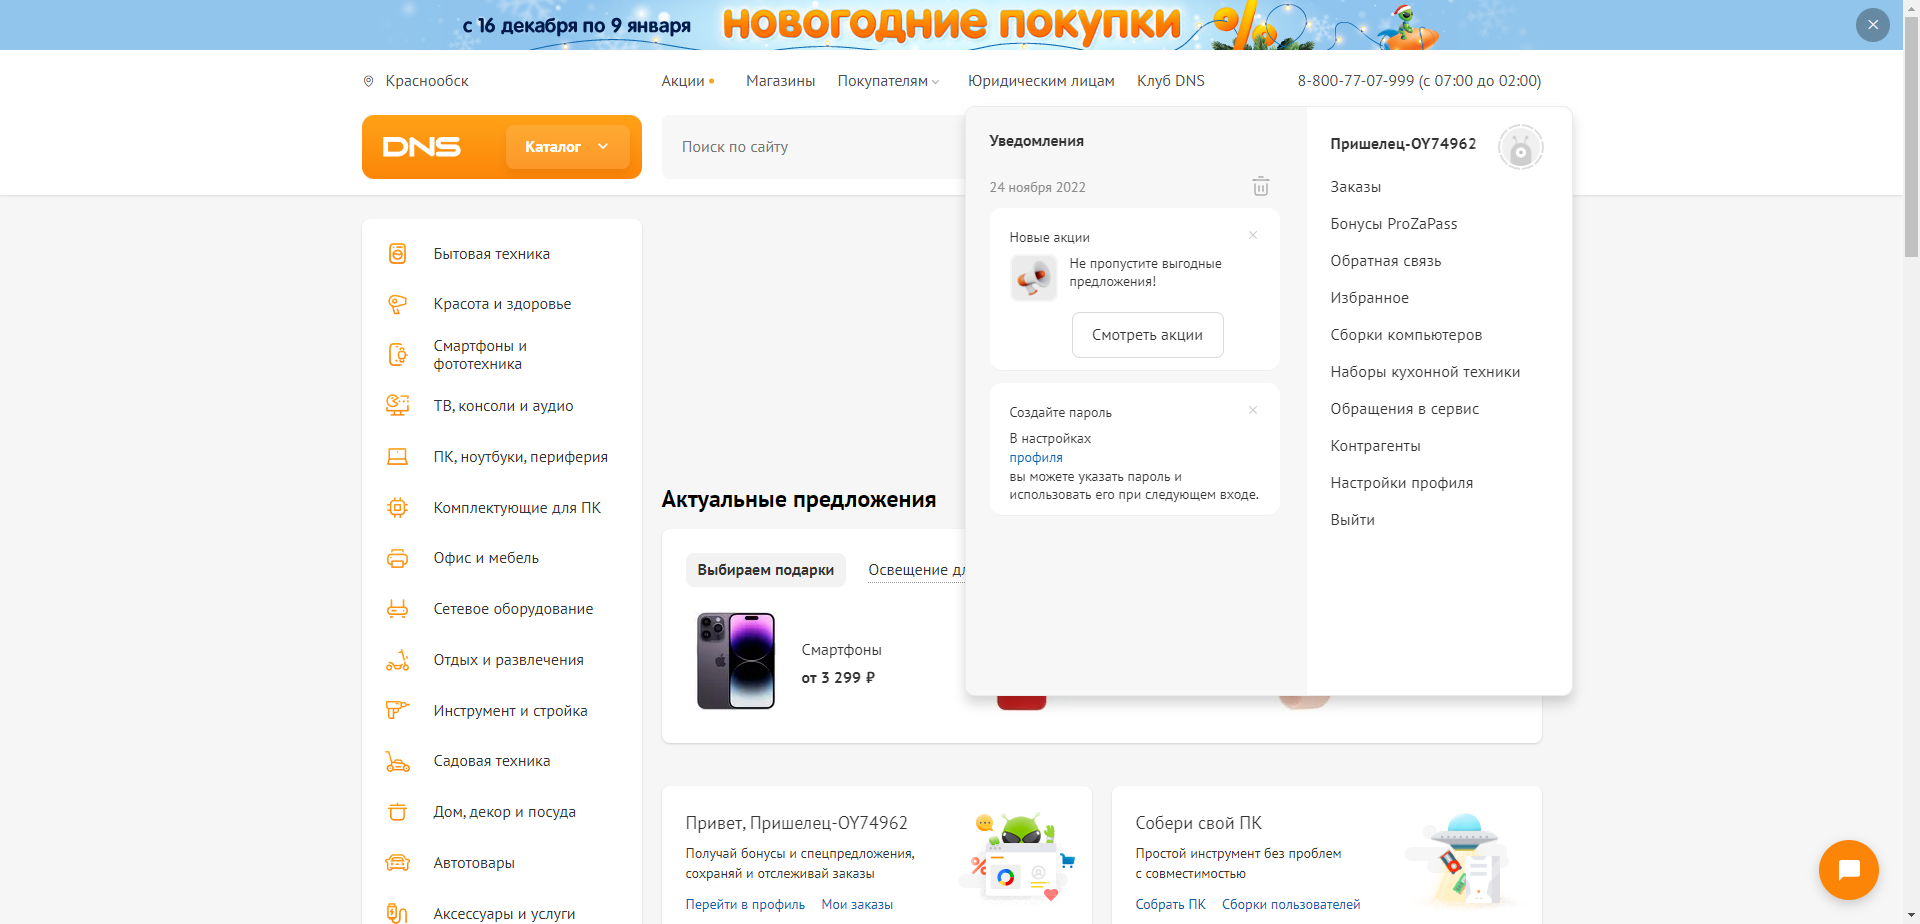 с 16 декабря по 9 января
новогодние покупки
%
Краснообск
Акции
Магазины
Покупателям
Юридическим лицам
Клуб DNS
8-800-77-07-999 (с 07:00 до 02:00)
DNS
Каталог
Поиск по сайту
Бытовая техника
Красота и здоровье
Смартфоны и
фототехника
ТВ, консоли и аудио
ПК, ноутбуки, периферия
Комплектующие для ПК
Офис и мебель
Сетевое оборудование
Отдых и развлечения
Инструмент и стройка
Садовая техника
Дом, декор и посуда
Автотовары
Аксессуары и услуги
Уведомления
24 ноября 2022
Новые акции
Не пропустите выгодные
предложения!
Смотреть акции
Создайте пароль
В настройках
профиля
вы можете указать пароль и
использовать его при следующем входе.
Пришелец-OY74962
Заказы
Бонусы ProZaPass
Обратная связь
Избранное
Сборки компьютеров
Наборы кухонной техники
Обращения в сервис
Контрагенты
Настройки профиля
Выйти
Актуальные предложения
Выбираем подарки
Освещение
Смартфоны
от 3 299 ₽
Привет, Пришелец-OY74962
Получай бонусы и спецпредложения,
сохраняй и отслеживай заказы
Перейти в профиль
Мои заказы
Собери свой ПК
Простой инструмент без проблем
с совместимостью
Собрать ПК
Сборки пользователей